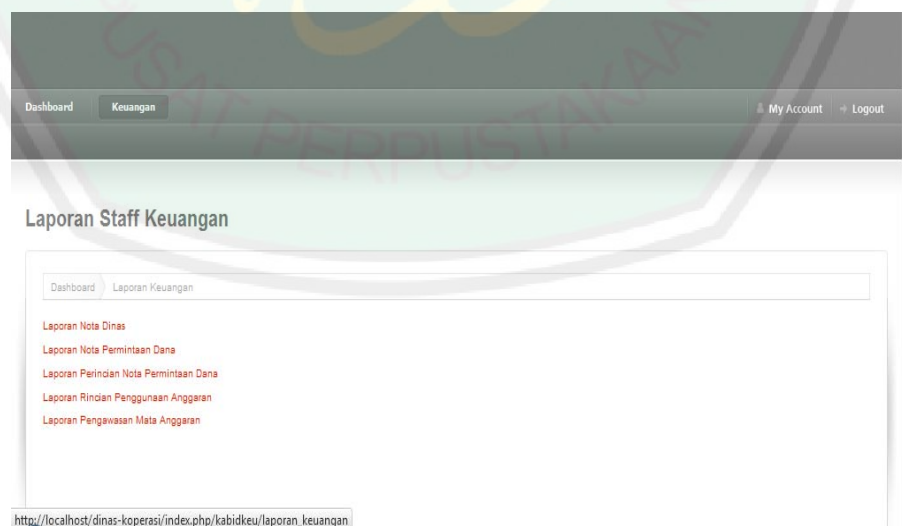 PUSAT PERPUSTAKAAN
Dashboard Keuangan My Account Logout
Laporan Staff Keuangan
Dashboard Laporan Keuangan
Laporan Nota Dinas
Laporan Nota Permintaan Dana
Laporan Perincian Nota Permintaan Dana
Laporan Rincian Penggunaan Anggaran
Laporan Pengawasan Mata Anggaran
http://localhost/dinas-koperasi/index.php/kabidkeu/laporan_keuangan